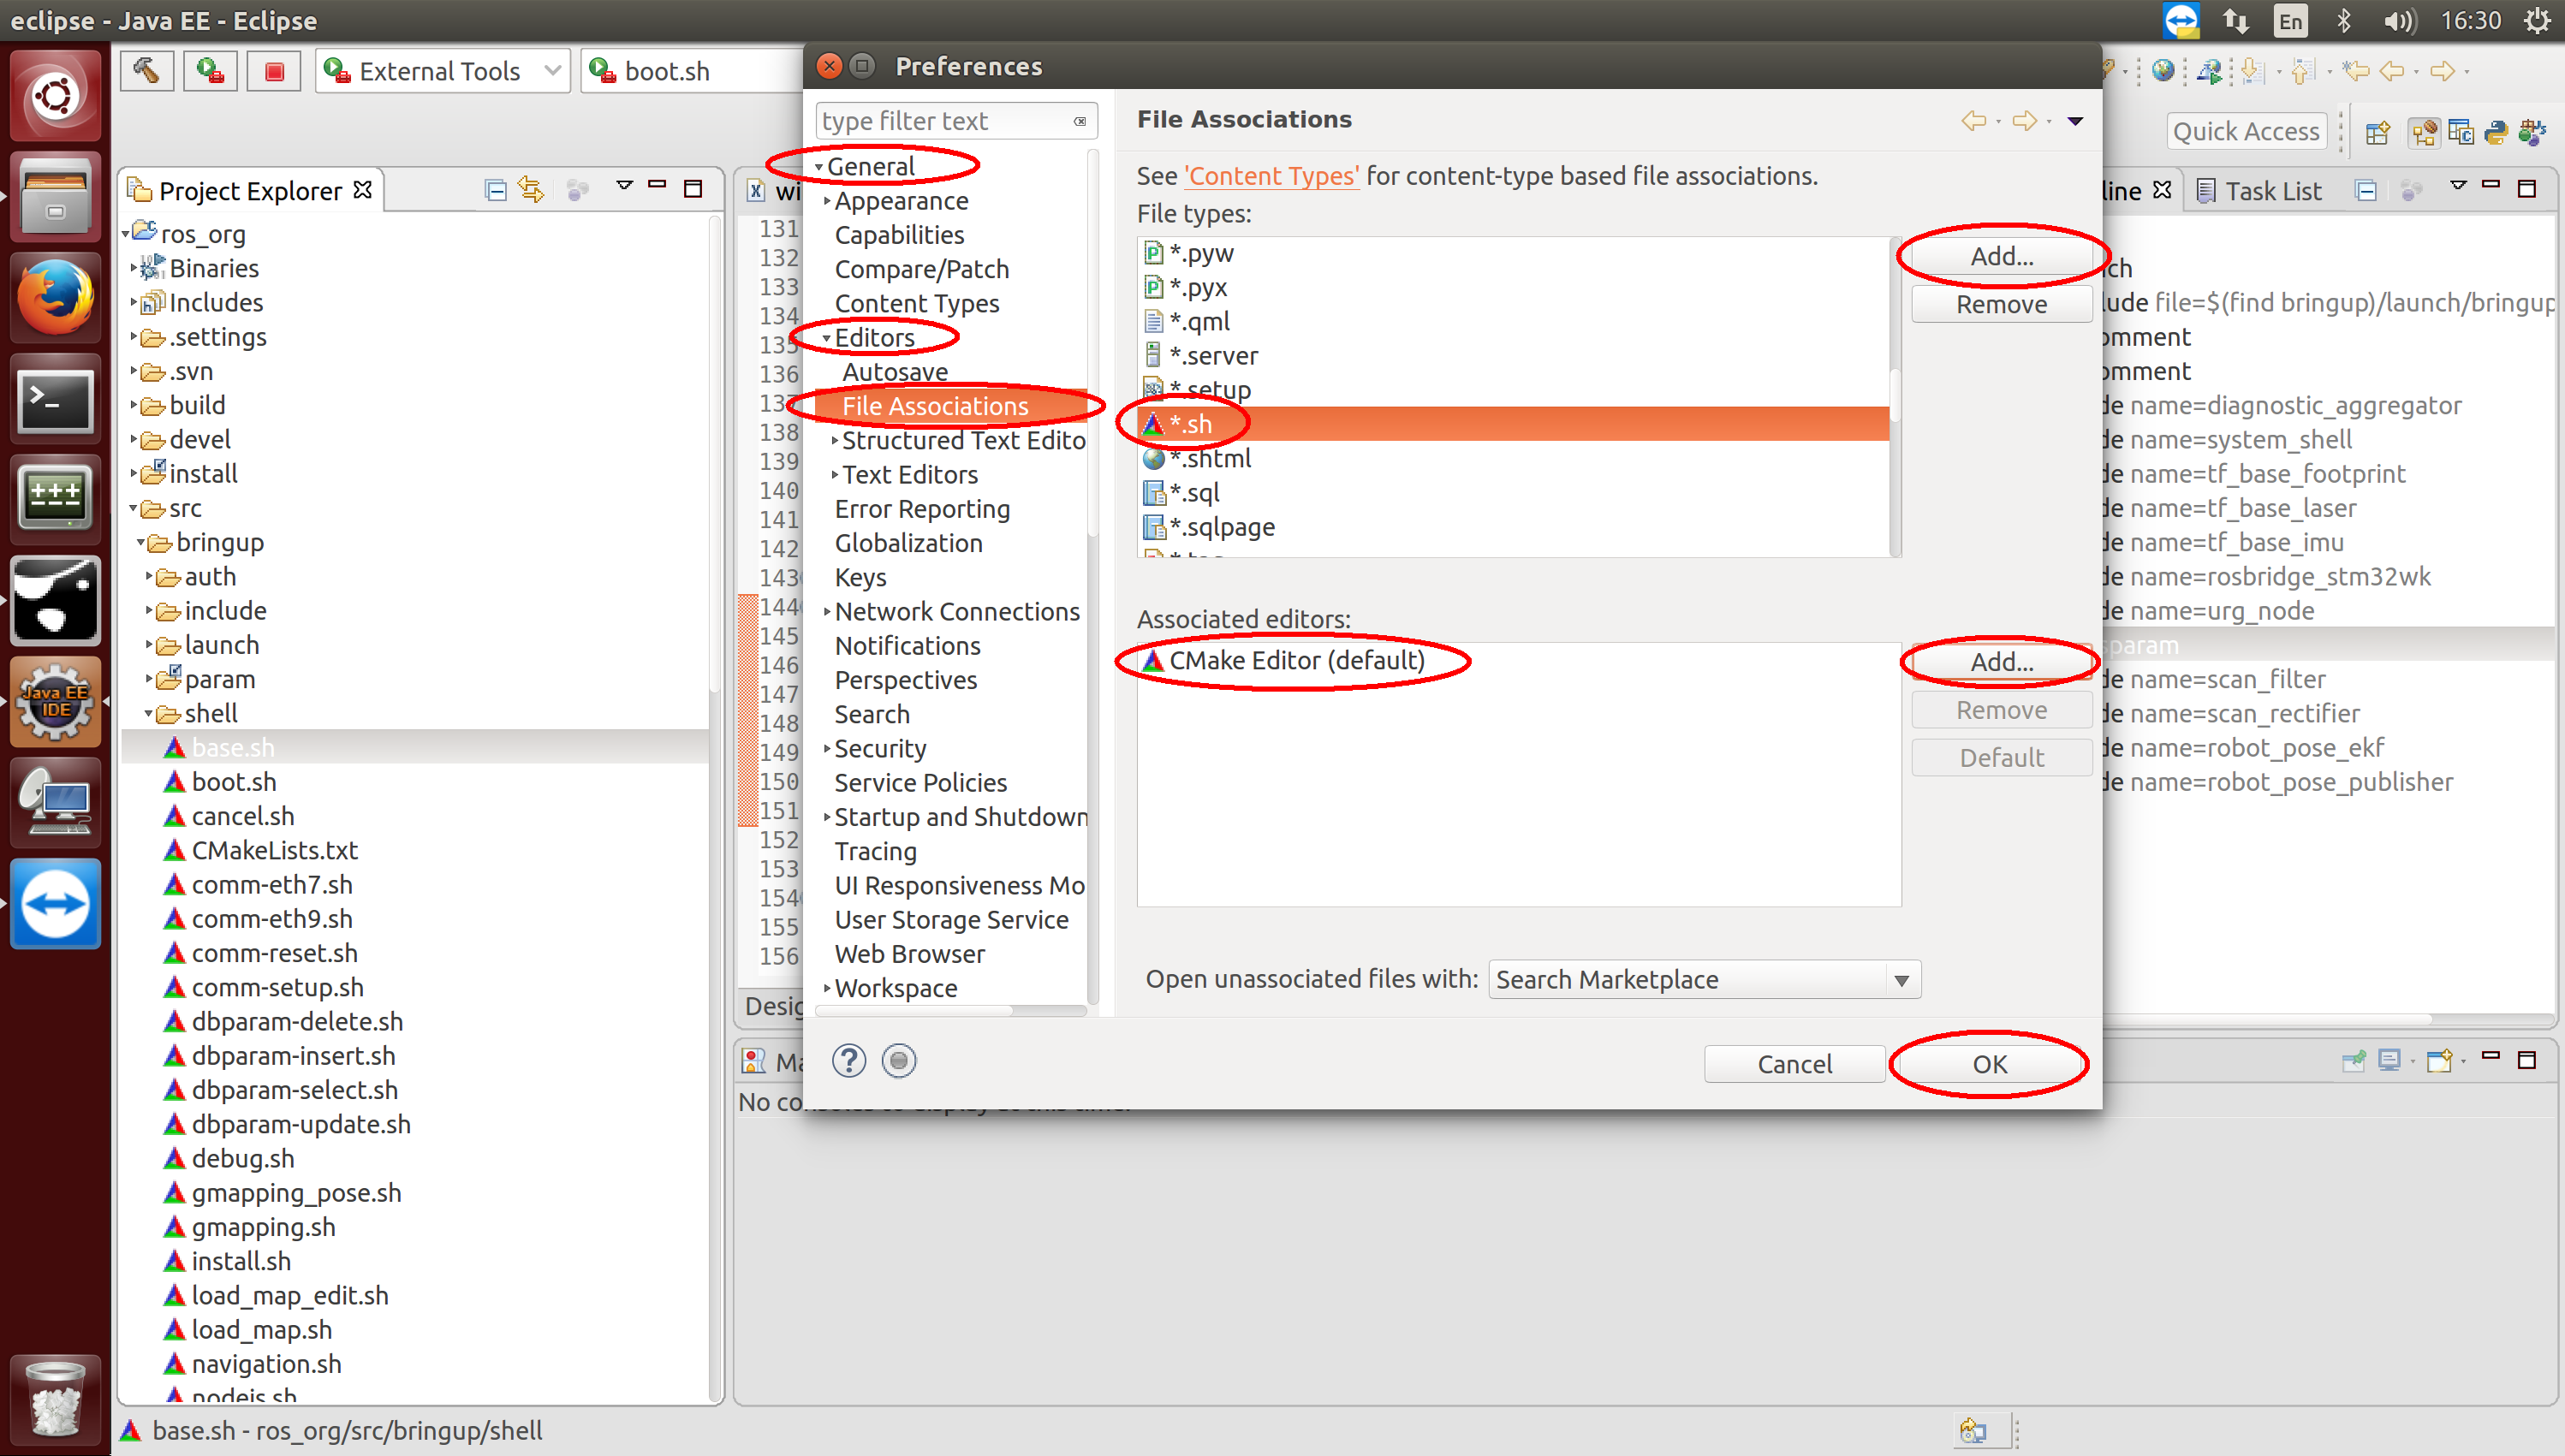 eclipse - Java EE - Eclipse
En
16:30
External Tools
boot.sh
Preferences
Quick Access
type filter text
File Associations
Project Explorer
Task List
See 'Content Types' for content-type based file associations.
File types:
General
Appearance
Capabilities
Compare/Patch
Content Types
Editors
Autosave
File Associations
Structured Text Edito
Text Editors
Error Reporting
Globalization
Keys
Network Connections
Notifications
Perspectives
Search
Security
Service Policies
Startup and Shutdown
Tracing
UI Responsiveness Mo
User Storage Service
Web Browser
Workspace
*.pyw
*.pyx
*.qml
*.server
*.setup
*.sh
*.shtml
*.sql
*.sqlpage
Add...
Remove
Associated editors:
CMake Editor (default)
Add...
Remove
Default
Open unassociated files with:
Search Marketplace
Cancel
OK
ros_org
Binaries
Includes
.settings
.svn
build
devel
install
src
bringup
auth
include
launch
param
shell
base.sh
boot.sh
cancel.sh
CMakeLists.txt
comm-eth7.sh
comm-eth9.sh
comm-reset.sh
comm-setup.sh
dbparam-delete.sh
dbparam-insert.sh
dbparam-select.sh
dbparam-update.sh
debug.sh
gmapping_pose.sh
gmapping.sh
install.sh
load_map_edit.sh
load_map.sh
navigation.sh
nodejs.sh
131
132
133
134
135
136
137
138
139
140
141
142
143
144
145
146
147
148
149
150
151
152
153
154
155
156
line
ch
lude file=$(find bringup)/launch/bringup
omment
omment
de name=diagnostic_aggregator
de name=system_shell
de name=tf_base_footprint
de name=tf_base_laser
de name=tf_base_imu
de name=rosbridge_stm32wk
de name=urg_node
sparam
de name=scan_filter
de name=scan_rectifier
de name=robot_pose_ekf
de name=robot_pose_publisher
Desig
Ma
No consoles to display at this time.
Java EE
IDE
base.sh - ros_org/src/bringup/shell